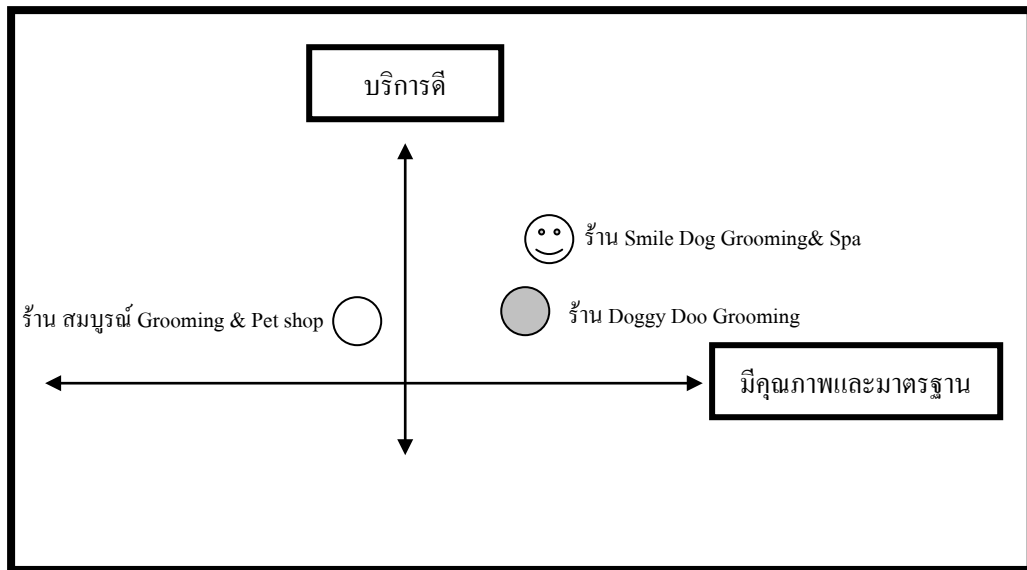 บริการดี
ร้าน Smile Dog Grooming& Spa
ร้าน สมบูรณ์ Grooming & Pet shop
ร้าน Doggy Doo Grooming
มีคุณภาพและมาตรฐาน